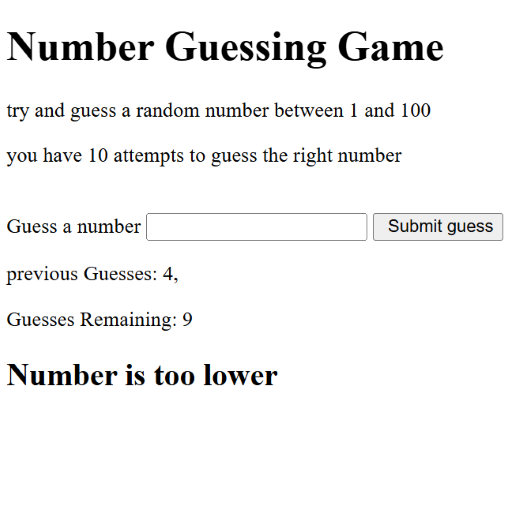 Number Guessing Game
try and guess a random number between 1 and 100
you have 10 attempts to guess the right number
Guess a number Submit guess
previous Guesses: 4,
Guesses Remaining: 9
Number is too lower